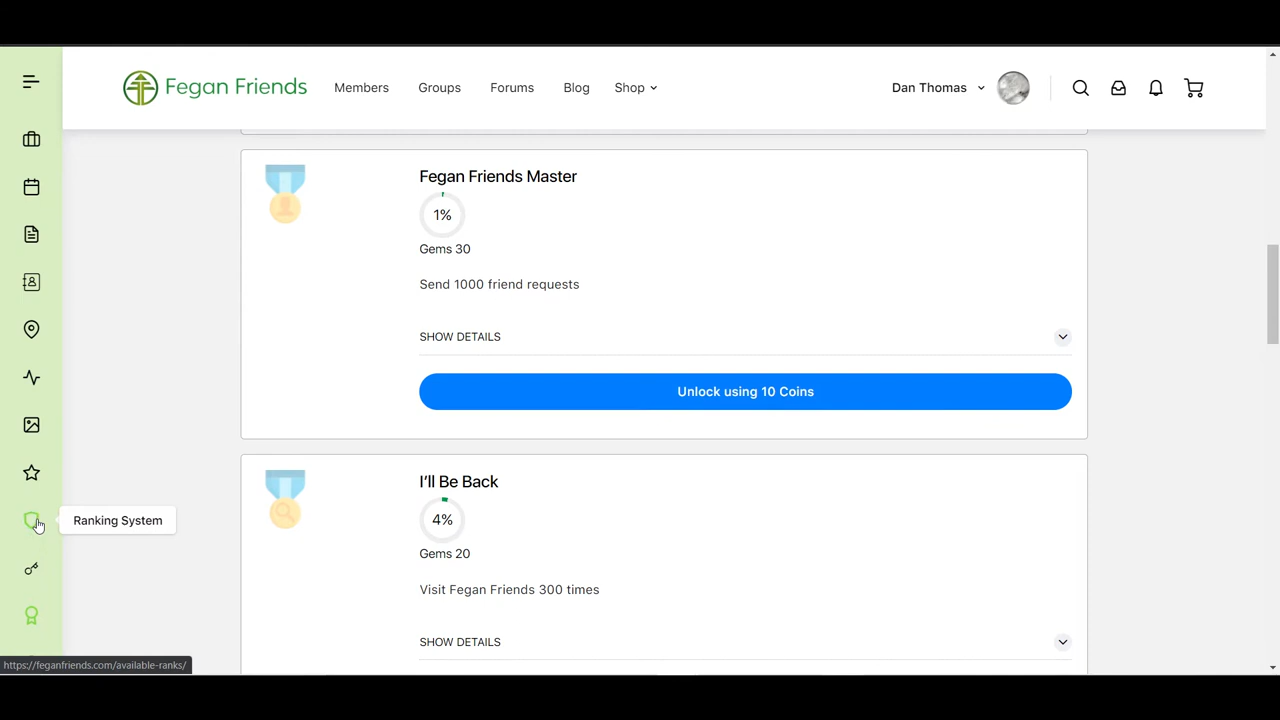 Fegan Friends Members Groups Forums Blog Shop Dan Thomas
Fegan Friends Master
1%
Gems 30
Send 1000 friend requests
SHOW DETAILS
Unlock using 10 Coins
I'll Be Back
4%
Ranking System
Gems 20
Visit Fegan Friends 300 times
SHOW DETAILS
https://feganfriends.com/available-ranks/